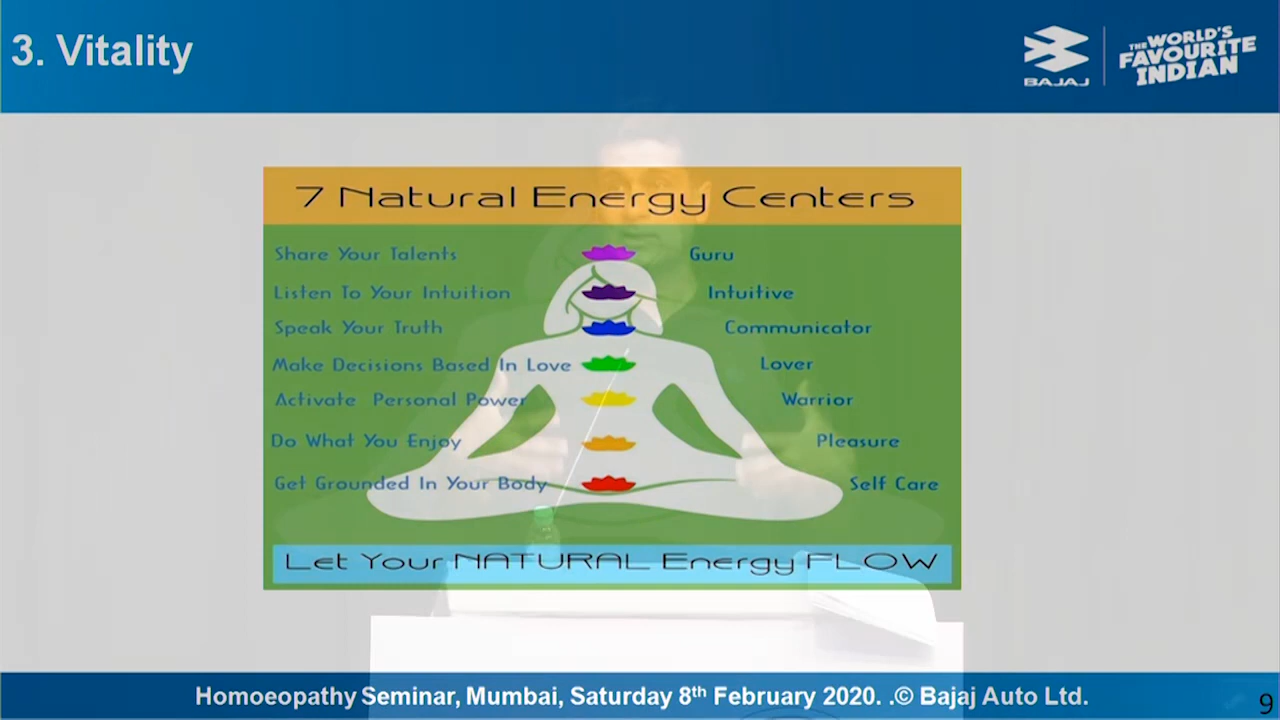 3. Vitality
BAJAJ
THE WORLD'S
FAVOURITE
INDIAN
7 Natural Energy Centers
Share Your Talents Guru
Listen To Your Intuition Intuitive
Speak Your Truth Communicator
Make Decisions Based In Love Lover
Activate Personal Power Warrior
Do What You Enjoy Pleasure
Get Grounded In Your Body Self Care
Let Your NATURAL Energy FLOW
Homoeopathy Seminar, Mumbai, Saturday 8th February 2020. .© Bajaj Auto Ltd.
9